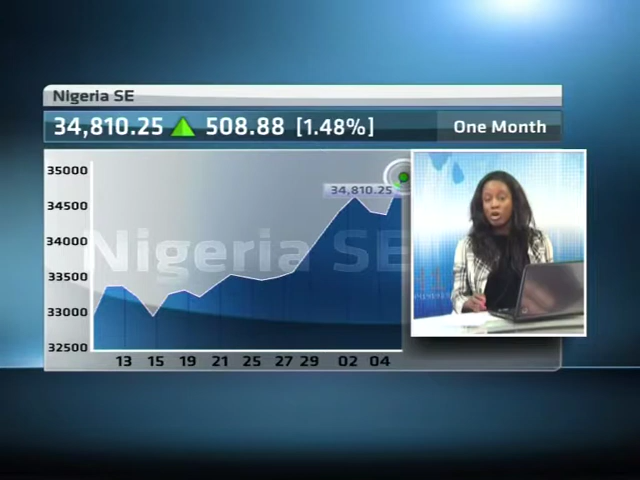 Nigeria SE
34,810.25 508.88 [1.48%] One Month
35000
34500
34000
33500
33000
32500
34,810.25
Nigeria SE
13 15 19 21 25 27 29 02 04